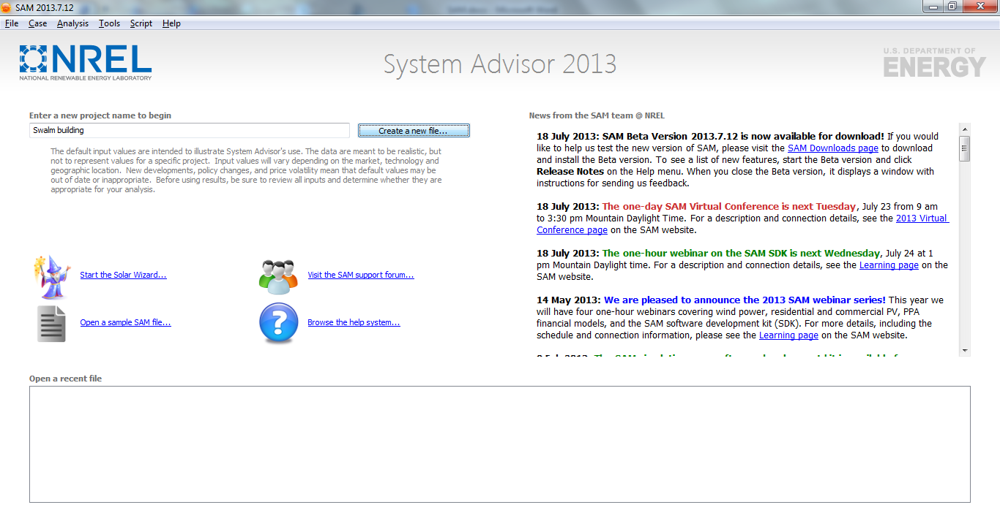 SAM 2013.7.12
File Case Analysis Tools Script Help
NREL
NATIONAL RENEWABLE ENERGY LABORATORY
System Advisor 2013
U.S. DEPARTMENT OF
ENERGY
Enter a new project name to begin
Swalm building
Create a new file...
The default input values are intended to illustrate System Advisor's use. The data are meant to be realistic, but
not to represent values for a specific project. Input values will vary depending on the market, technology and
geographic location. New developments, policy changes, and price volatility mean that default values may be
out of date or inappropriate. Before using results, be sure to review all inputs and determine whether they are
appropriate for your analysis.
Start the Solar Wizard...
Visit the SAM support forum...
Open a sample SAM file...
Browse the help system...
News from the SAM team @ NREL
18 July 2013: SAM Beta Version 2013.7.12 is now available for download! If you would
like to help us test the new version of SAM, please visit the SAM Downloads page to download
and install the Beta version. To see a list of new features, start the Beta version and click
Release Notes on the Help menu. When you close the Beta version, it displays a window with
instructions for sending us feedback.
18 July 2013: The one-day SAM Virtual Conference is next Tuesday, July 23 from 9 am
to 3:30 pm Mountain Daylight Time. For a description and connection details, see the 2013 Virtual
Conference page on the SAM website.
18 July 2013: The one-hour webinar on the SAM SDK is next Wednesday, July 24 at 1
pm Mountain Daylight time. For a description and connection details, see the Learning page on the
SAM website.
14 May 2013: We are pleased to announce the 2013 SAM webinar series! This year we
will have four one-hour webinars covering wind power, residential and commercial PV, PPA
financial models, and the SAM software development kit (SDK). For more details, including the
schedule and connection information, please see the Learning page on the SAM website.
Open a recent file